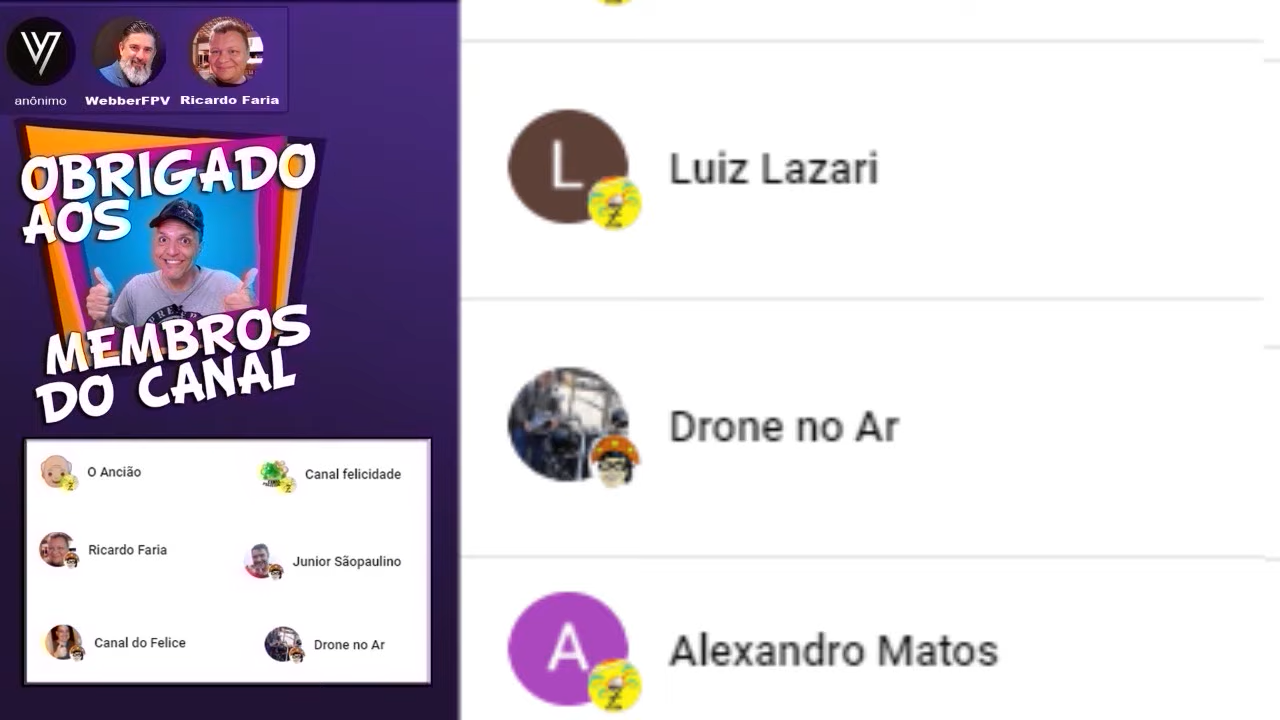 anônimo
WebberFPV
Ricardo Faria
OBRIGADO
AOS
MEMBROS
DO CANAL
O Ancião
Canal felicidade
Ricardo Faria
Junior Sãopaulino
Canal do Felice
Drone no Ar
L
Luiz Lazari
Drone no Ar
A
Alexandro Matos